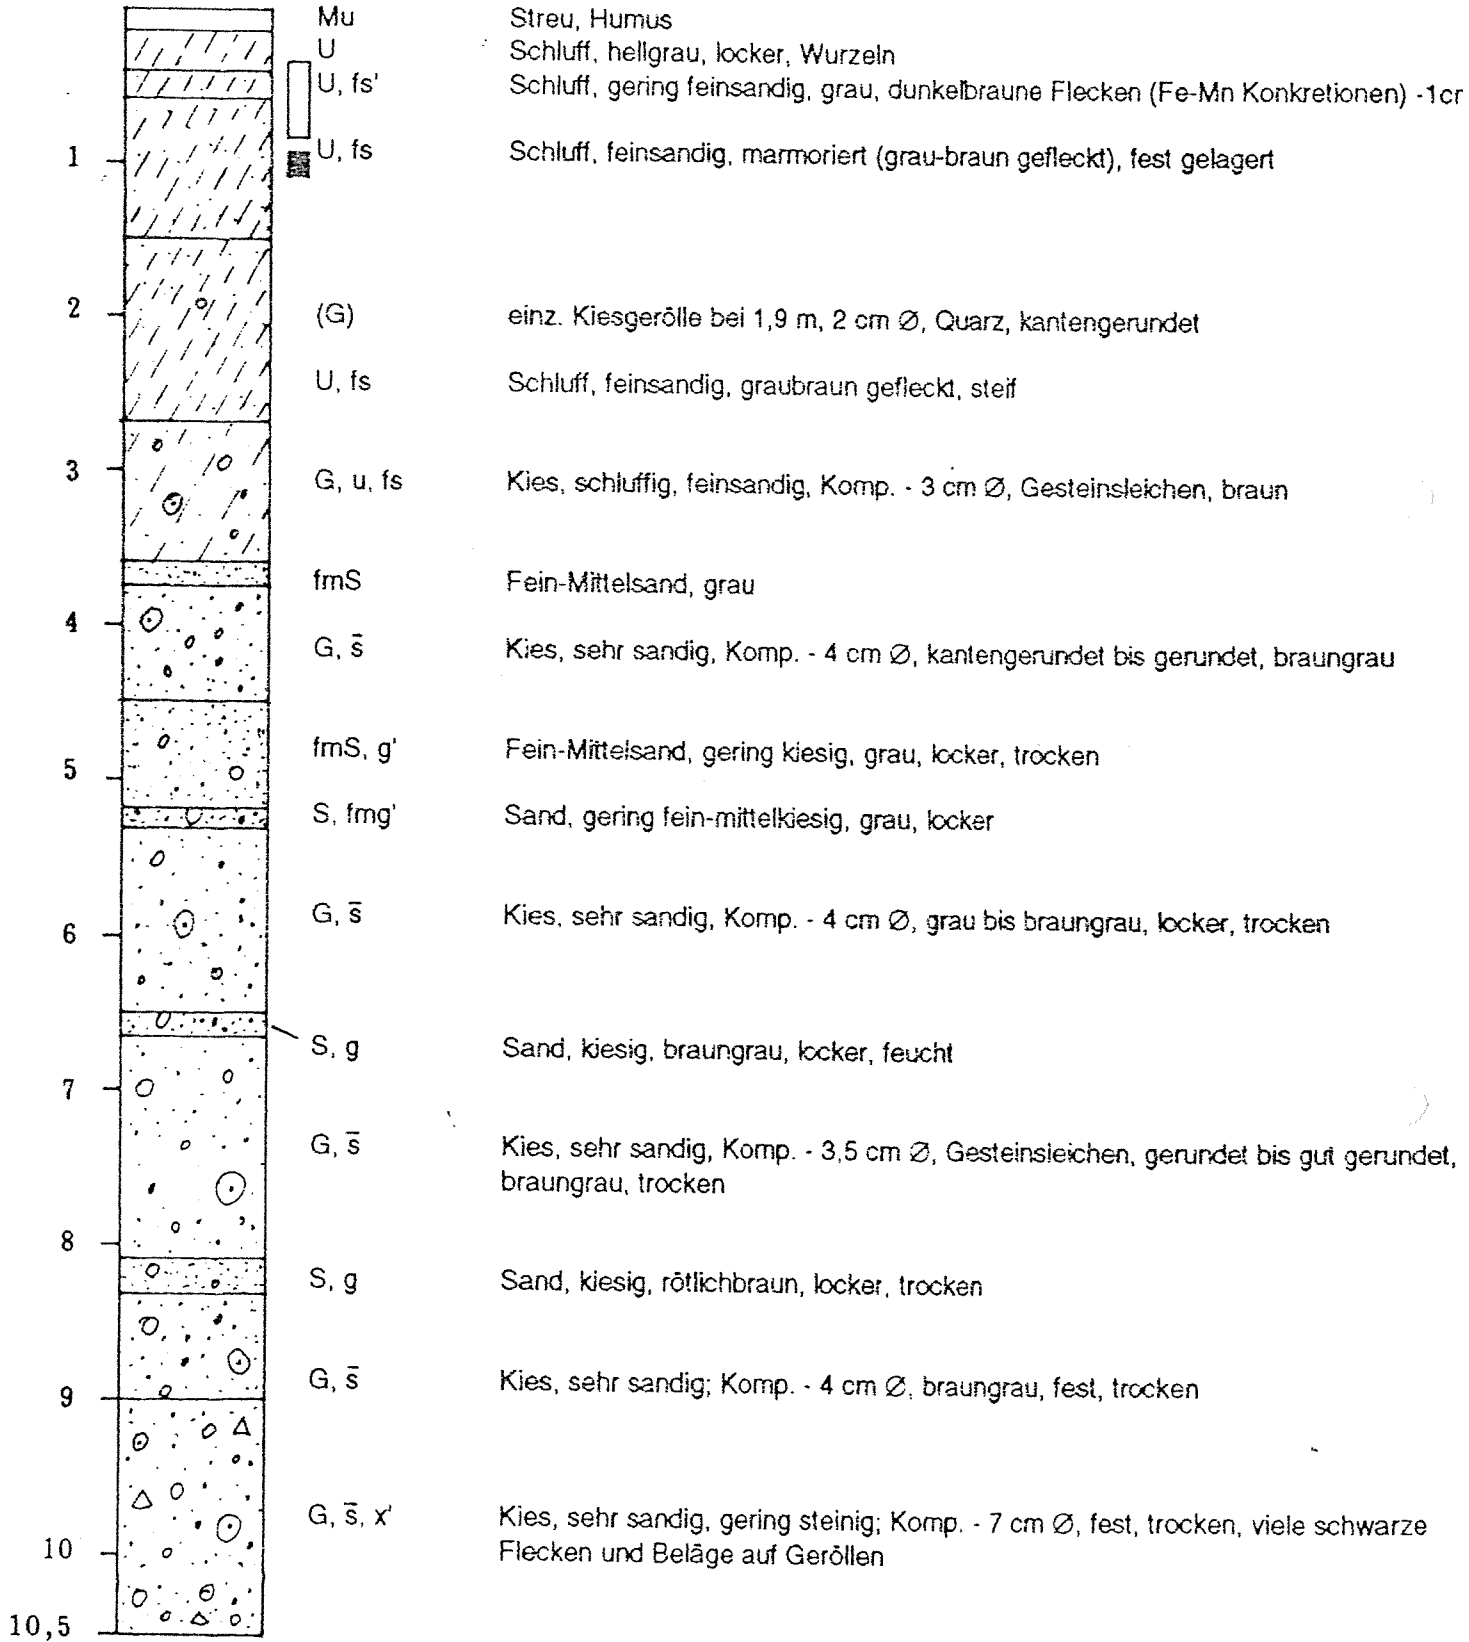 Mu Streu, Humus
U Schluff, hellgrau, locker, Wurzeln
U, fs' Schluff, gering feinsandig, grau, dunkelbraune Flecken (Fe-Mn Konkretionen) -1cm
1 U, fs Schluff, feinsandig, marmoriert (grau-braun gefleckt), fest gelagert
2 (G) einz. Kiesgerölle bei 1,9 m, 2 cm Ø, Quarz, kantengerundet
U, fs Schluff, feinsandig, graubraun gefleckt, steif
3 G, u, fs Kies, schluffig, feinsandig, Komp. - 3 cm Ø, Gesteinsleichen, braun
fmS Fein-Mittelsand, grau
4 G, s̄ Kies, sehr sandig, Komp. - 4 cm Ø, kantengerundet bis gerundet, braungrau
fmS, g' Fein-Mittelsand, gering kiesig, grau, locker, trocken
5
S, fmg' Sand, gering fein-mittelkiesig, grau, locker
6 G, s̄ Kies, sehr sandig, Komp. - 4 cm Ø, grau bis braungrau, locker, trocken
S, g Sand, kiesig, braungrau, locker, feucht
7
G, s̄ Kies, sehr sandig, Komp. - 3,5 cm Ø, Gesteinsleichen, gerundet bis gut gerundet,
braungrau, trocken
8
S, g Sand, kiesig, rötlichbraun, locker, trocken
9 G, s̄ Kies, sehr sandig; Komp. - 4 cm Ø, braungrau, fest, trocken
G, s̄, x' Kies, sehr sandig, gering steinig; Komp. - 7 cm Ø, fest, trocken, viele schwarze
10 Flecken und Beläge auf Geröllen
10,5